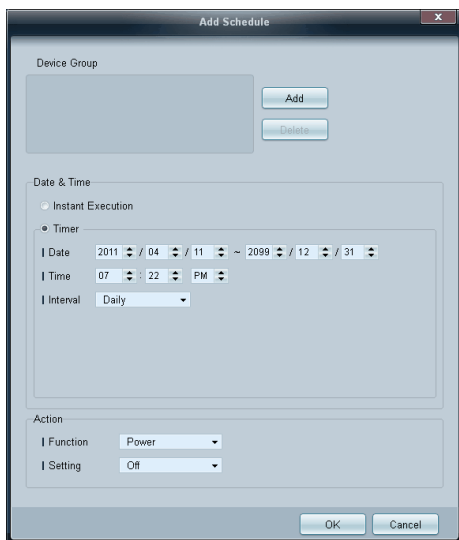 Add Schedule
x
Device Group
Add
Delete
Date & Time
Instant Execution
Timer
Date 2011 / 04 / 11 ~ 2099 / 12 / 31
Time 07 : 22 PM
Interval Daily
Action
Function Power
Setting Off
OK Cancel